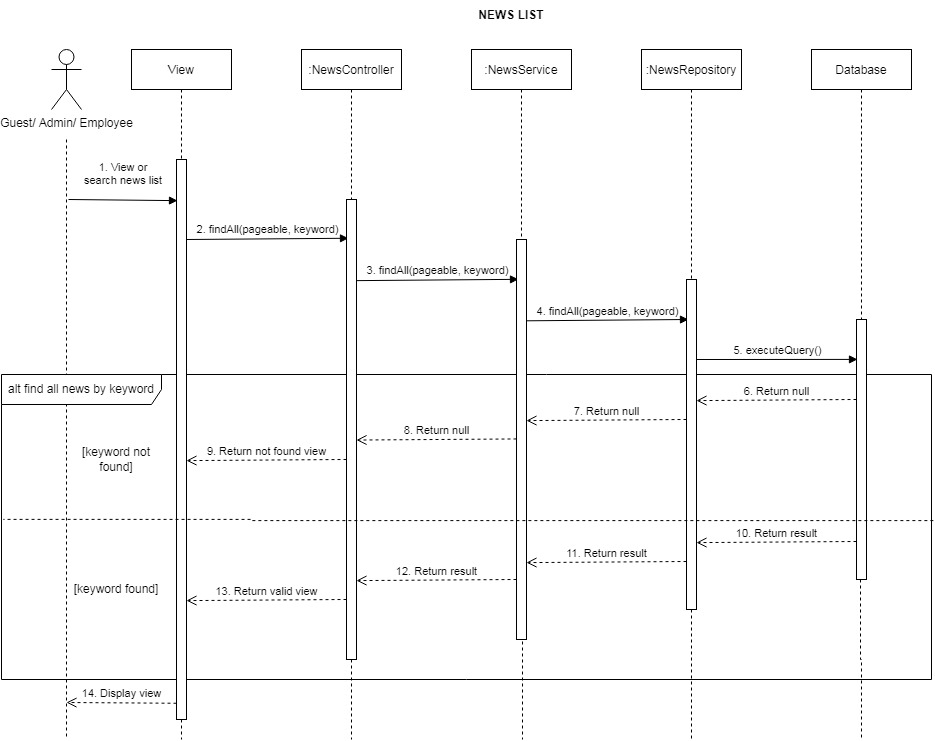 NEWS LIST
View
:NewsController
:NewsService
:NewsRepository
Database
Guest/ Admin/ Employee
1. View or
search news list
2. findAll(pageable, keyword)
3. findAll(pageable, keyword)
4. findAll(pageable, keyword)
5. executeQuery()
alt find all news by keyword
6. Return null
7. Return null
8. Return null
9. Return not found view
[keyword not
found]
10. Return result
11. Return result
12. Return result
13. Return valid view
[keyword found]
14. Display view